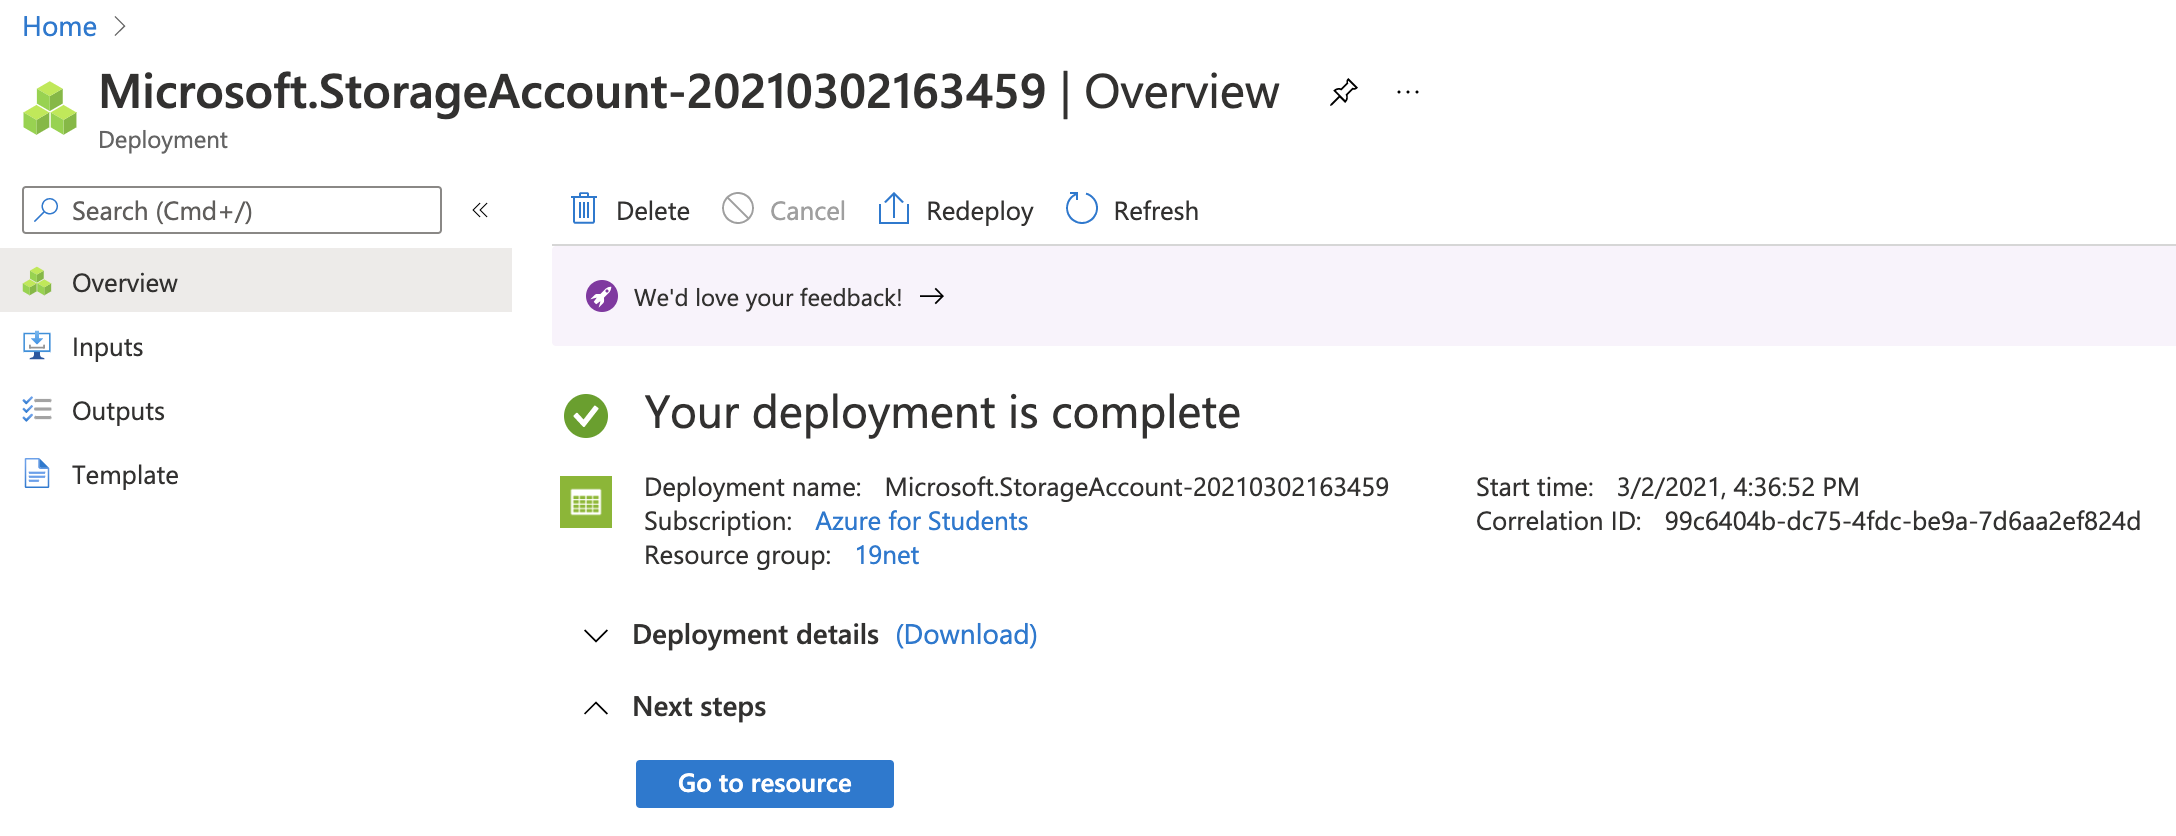 Home
Microsoft.StorageAccount-20210302163459 | Overview
Deployment
Search (Cmd+/)
Overview
Inputs
Outputs
Template
Delete Cancel Redeploy Refresh
We'd love your feedback!
Your deployment is complete
Deployment name: Microsoft.StorageAccount-20210302163459
Subscription: Azure for Students
Resource group: 19net
Start time: 3/2/2021, 4:36:52 PM
Correlation ID: 99c6404b-dc75-4fdc-be9a-7d6aa2ef824d
Deployment details (Download)
Next steps
Go to resource